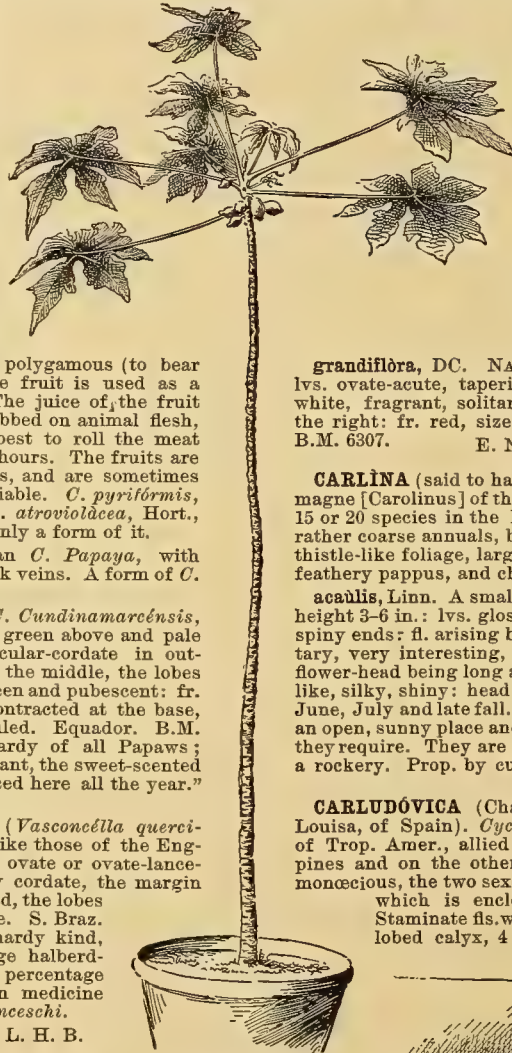 polygamous (to bear
e fruit is used as a
The juice of the fruit
bbed on animal flesh,
best to roll the meat
hours. The fruits are
s, and are sometimes
iable. C. pyrifórmis,
. atroviolàcea, Hort.,
nly a form of it.
an C. Papaya, with
k veins. A form of C.
. Cundinamarcénsis,
green above and pale
cular-cordate in out-
the middle, the lobes
een and pubescent: fr.
ontracted at the base,
led. Equador. B.M.
ardy of all Papaws;
ant, the sweet-scented
ced here all the year.”
(Vasconcélla querci-
ike those of the Eng-
ovate or ovate-lance-
y cordate, the margin
d, the lobes
e. S. Braz.
hardy kind,
ge halberd-
percentage
n medicine
nceschi.
L. H. B.
grandiflòra, DC. NA
lvs. ovate-acute, taperi
white, fragrant, solitar
the right: fr. red, size
B.M. 6307. E. N
CARLÌNA (said to ha
magne [Carolinus] of th
15 or 20 species in the
rather coarse annuals, b
thistle-like foliage, larg
feathery pappus, and ch
acaùlis, Linn. A smal
height 3-6 in.: lvs. glos
spiny ends: fl. arising b
tary, very interesting,
flower-head being long a
like, silky, shiny: head
June, July and late fall.
an open, sunny place and
they require. They are
a rockery. Prop. by cu
CARLUDÓVICA (Cha
Louisa, of Spain). Cyc
of Trop. Amer., allied
pines and on the other
monœcious, the two sex
which is encl
Staminate fls. w
lobed calyx, 4